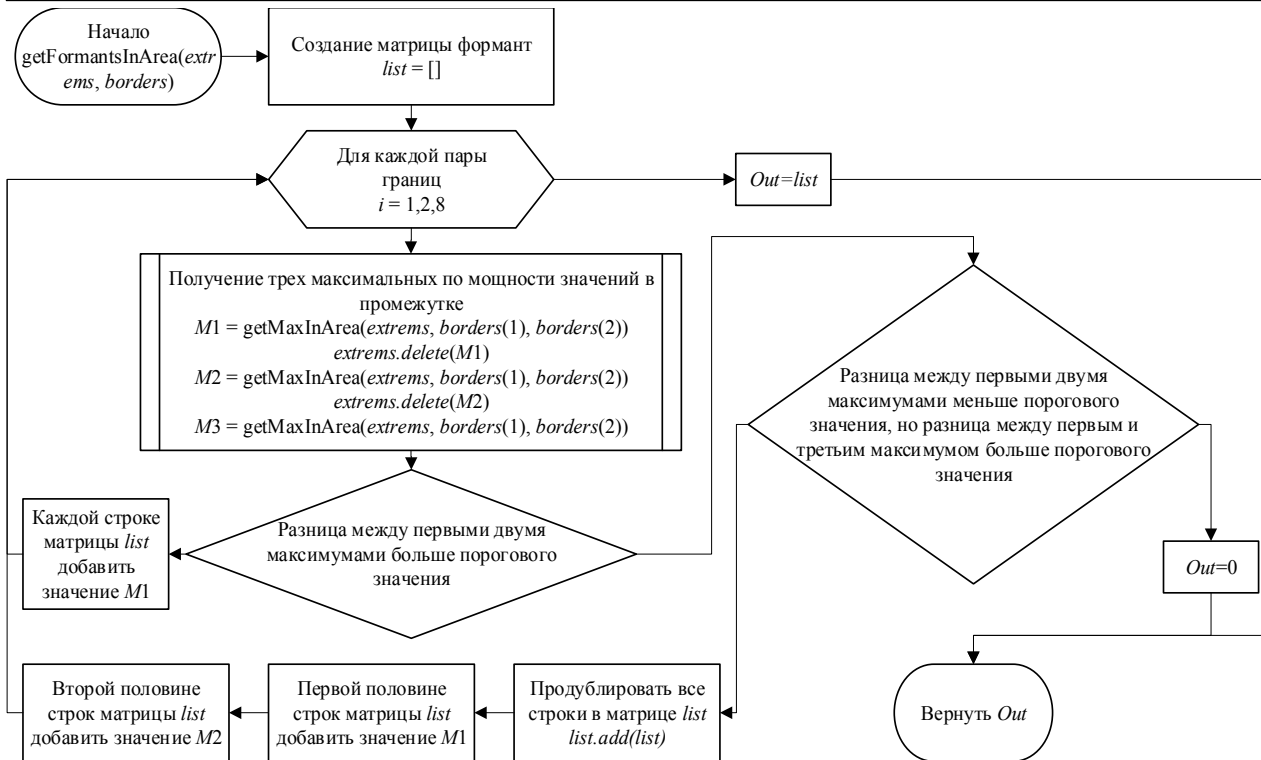 Начало
getFormantsInArea(extr
ems, borders)
Создание матрицы формант
list = []
Для каждой пары
границ
i = 1,2,8
Out=list
Получение трех максимальных по мощности значений в
промежутке
M1 = getMaxInArea(extrems, borders(1), borders(2))
extrems.delete(M1)
M2 = getMaxInArea(extrems, borders(1), borders(2))
extrems.delete(M2)
M3 = getMaxInArea(extrems, borders(1), borders(2))
Разница между первыми двумя
максимумами меньше порогового
значения, но разница между первым и
третьим максимумом больше порогового
значения
Каждой строке
матрицы list
добавить
значение M1
Разница между первыми двумя
максимумами больше порогового
значения
Out=0
Второй половине
строк матрицы list
добавить значение M2
Первой половине
строк матрицы list
добавить значение M1
Продублировать все
строки в матрице list
list.add(list)
Вернуть Out